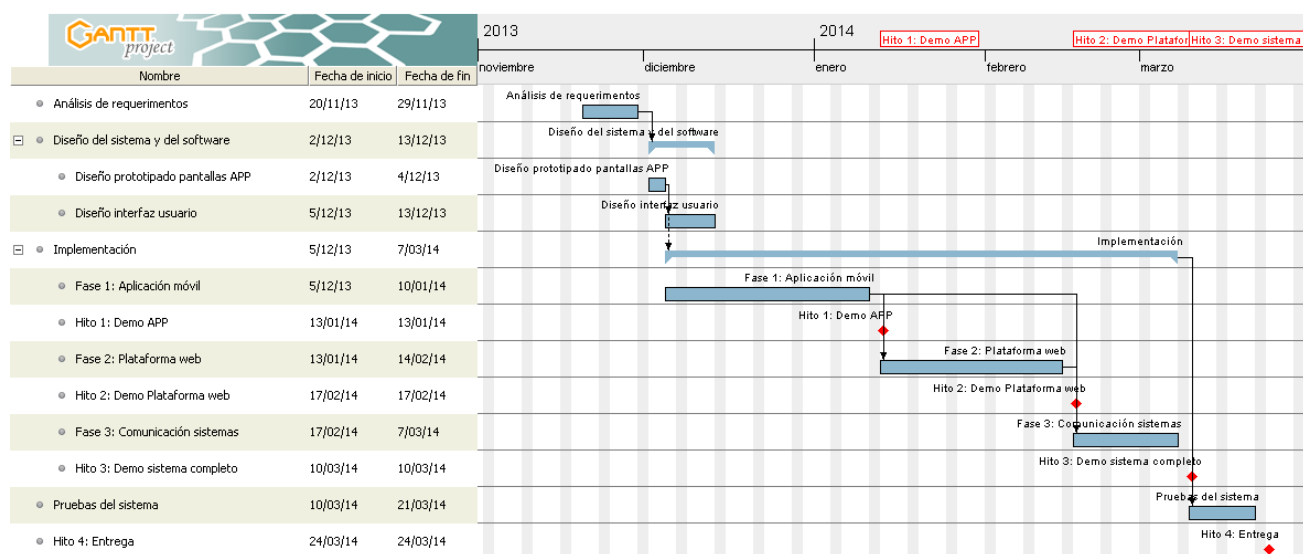 GANTT
project
2013
2014
Hito 1: Demo APP
Hito 2: Demo Platafor
Hito 3: Demo sistema
Nombre
Fecha de inicio
Fecha de fin
noviembre
diciembre
enero
febrero
marzo
Análisis de requerimentos
20/11/13
29/11/13
Análisis de requerimentos
Diseño del sistema y del software
2/12/13
13/12/13
Diseño del sistema y del software
Diseño prototipado pantallas APP
2/12/13
4/12/13
Diseño prototipado pantallas APP
Diseño interfaz usuario
5/12/13
13/12/13
Diseño interfaz usuario
Implementación
5/12/13
7/03/14
Implementación
Fase 1: Aplicación móvil
5/12/13
10/01/14
Fase 1: Aplicación móvil
Hito 1: Demo APP
13/01/14
13/01/14
Hito 1: Demo APP
Fase 2: Plataforma web
13/01/14
14/02/14
Fase 2: Plataforma web
Hito 2: Demo Plataforma web
17/02/14
17/02/14
Hito 2: Demo Plataforma web
Fase 3: Comunicación sistemas
17/02/14
7/03/14
Fase 3: Comunicación sistemas
Hito 3: Demo sistema completo
10/03/14
10/03/14
Hito 3: Demo sistema completo
Pruebas del sistema
10/03/14
21/03/14
Pruebas del sistema
Hito 4: Entrega
24/03/14
24/03/14
Hito 4: Entrega